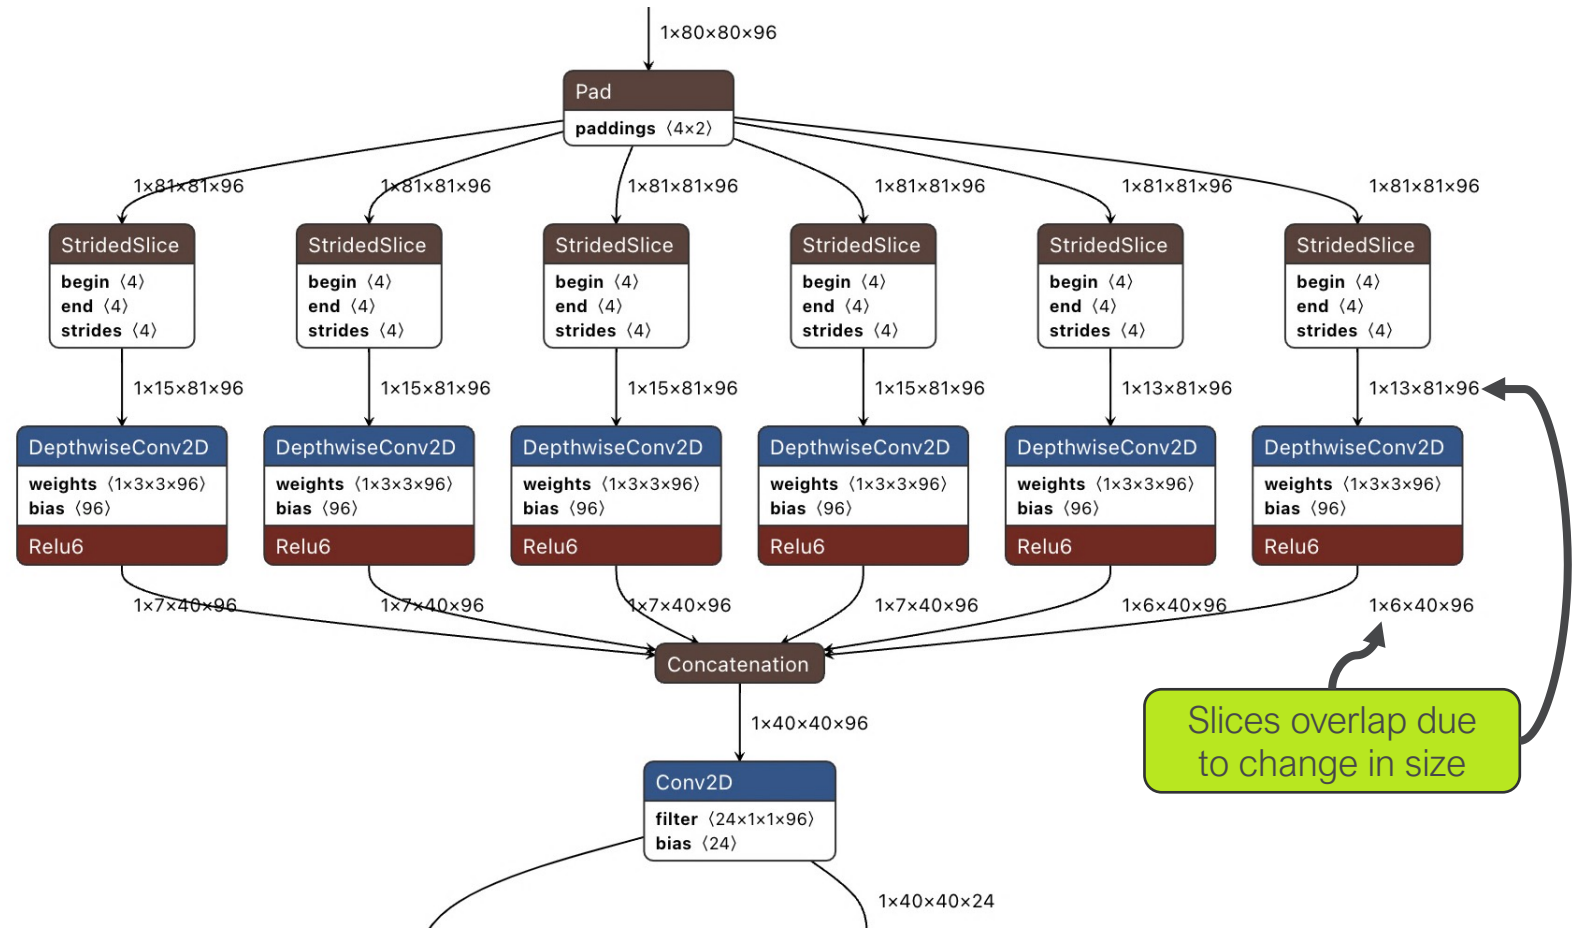 1×80×80×96
Pad
paddings ⟨4×2⟩
1×81×81×96 1×81×81×96 1×81×81×96 1×81×81×96 1×81×81×96 1×81×81×96
StridedSlice StridedSlice StridedSlice StridedSlice StridedSlice StridedSlice
begin ⟨4⟩ begin ⟨4⟩ begin ⟨4⟩ begin ⟨4⟩ begin ⟨4⟩ begin ⟨4⟩
end ⟨4⟩ end ⟨4⟩ end ⟨4⟩ end ⟨4⟩ end ⟨4⟩ end ⟨4⟩
strides ⟨4⟩ strides ⟨4⟩ strides ⟨4⟩ strides ⟨4⟩ strides ⟨4⟩ strides ⟨4⟩
1×15×81×96 1×15×81×96 1×15×81×96 1×15×81×96 1×13×81×96 1×13×81×96
DepthwiseConv2D DepthwiseConv2D DepthwiseConv2D DepthwiseConv2D DepthwiseConv2D DepthwiseConv2D
weights ⟨1×3×3×96⟩ weights ⟨1×3×3×96⟩ weights ⟨1×3×3×96⟩ weights ⟨1×3×3×96⟩ weights ⟨1×3×3×96⟩ weights ⟨1×3×3×96⟩
bias ⟨96⟩ bias ⟨96⟩ bias ⟨96⟩ bias ⟨96⟩ bias ⟨96⟩ bias ⟨96⟩
Relu6 Relu6 Relu6 Relu6 Relu6 Relu6
1×7×40×96 1×7×40×96 1×7×40×96 1×7×40×96 1×6×40×96 1×6×40×96
Concatenation
1×40×40×96
Slices overlap due
to change in size
Conv2D
filter ⟨24×1×1×96⟩
bias ⟨24⟩
1×40×40×24